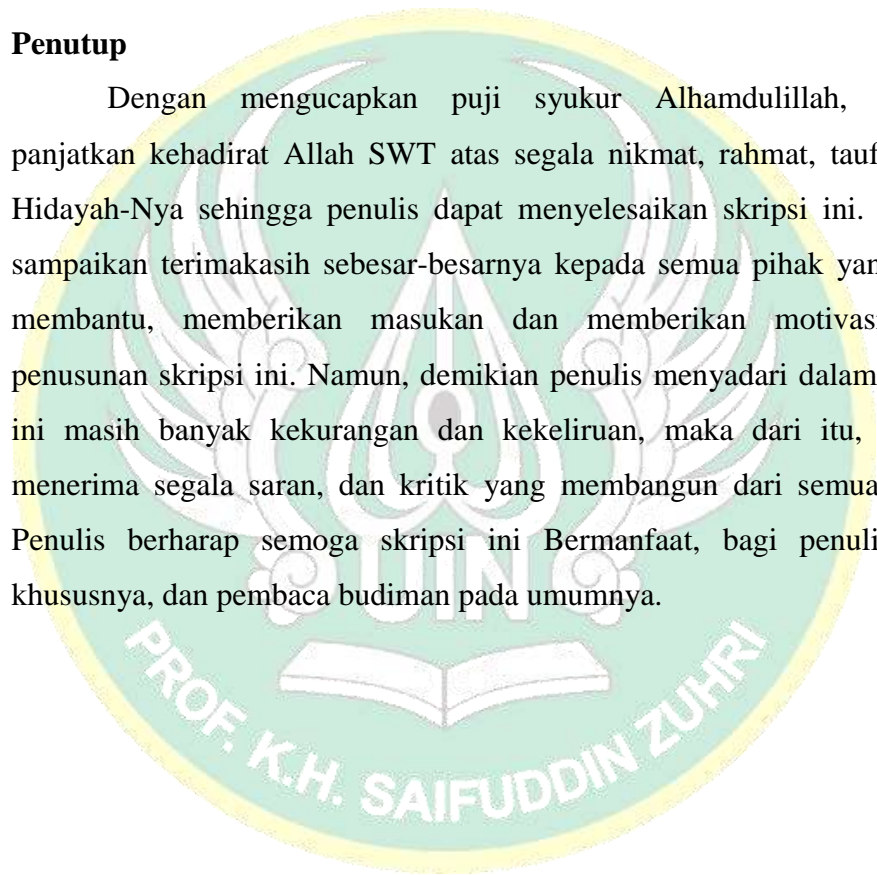 Penutup
Dengan mengucapkan puji syukur Alhamdulillah,
panjatkan kehadirat Allah SWT atas segala nikmat, rahmat,
Hidayah-Nya sehingga penulis dapat menyelesaikan skripsi ini.
sampaikan terimakasih sebesar-besarnya kepada semua pihak
membantu, memberikan masukan dan memberikan
penusunan skripsi ini. Namun, demikian penulis menyadari dalam
ini masih banyak kekurangan dan kekeliruan, maka dari itu,
menerima segala saran, dan kritik yang membangun dari semua
Penulis berharap semoga skripsi ini Bermanfaat, bagi
khususnya, dan pembaca budiman pada umumnya.
UIN
PROF. K.H. SAIFUDDIN ZUHRI